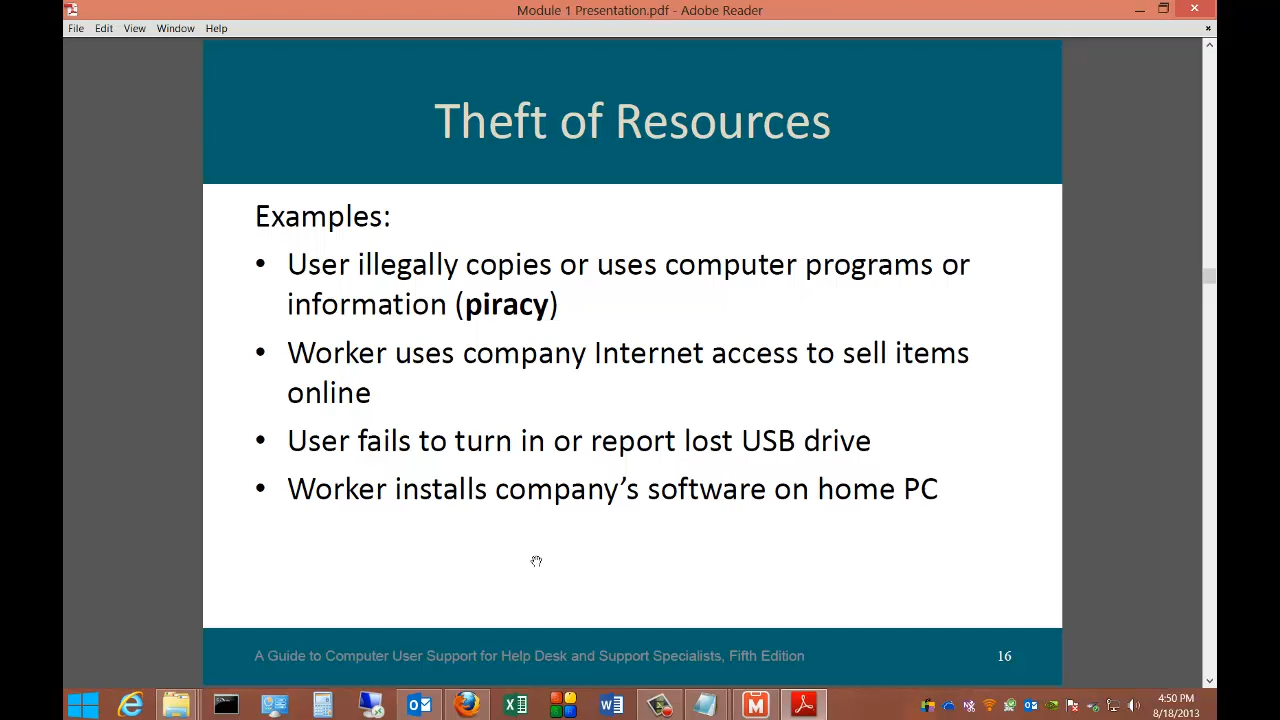 Module 1 Presentation.pdf - Adobe Reader
File Edit View Window Help
Theft of Resources
Examples:
• User illegally copies or uses computer programs or
information (piracy)
• Worker uses company Internet access to sell items
online
• User fails to turn in or report lost USB drive
• Worker installs company’s software on home PC
A Guide to Computer User Support for Help Desk and Support Specialists, Fifth Edition
16
4:50 PM
8/18/2013